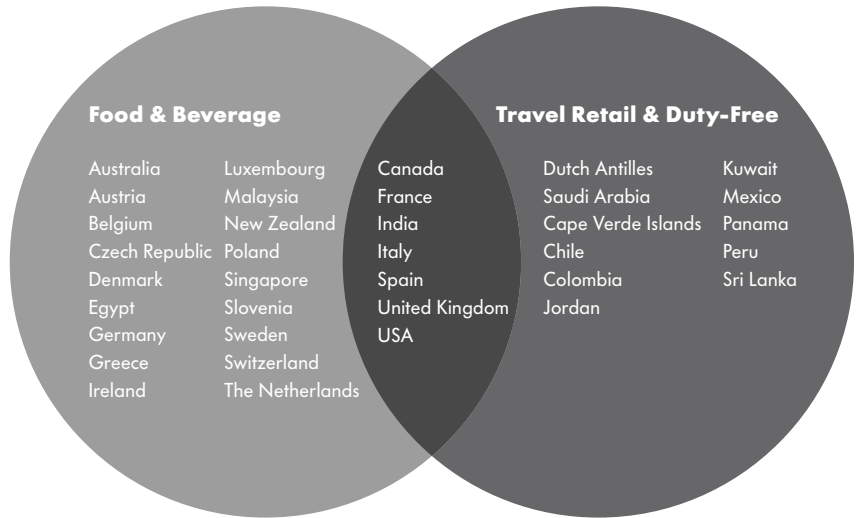 Food & Beverage
Australia
Austria
Belgium
Czech Republic
Denmark
Egypt
Germany
Greece
Ireland
Luxembourg
Malaysia
New Zealand
Poland
Singapore
Slovenia
Sweden
Switzerland
The Netherlands
Canada
France
India
Italy
Spain
United Kingdom
USA
Travel Retail & Duty-Free
Dutch Antilles
Saudi Arabia
Cape Verde Islands
Chile
Colombia
Jordan
Kuwait
Mexico
Panama
Peru
Sri Lanka